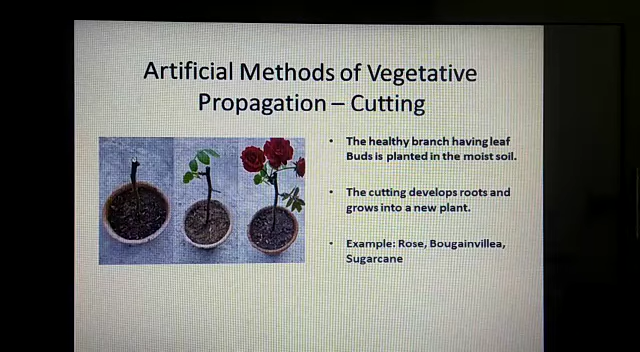 Artificial Methods of Vegetative
Propagation – Cutting
• The healthy branch having leaf
Buds is planted in the moist soil.
• The cutting develops roots and
grows into a new plant.
• Example: Rose, Bougainvillea,
Sugarcane